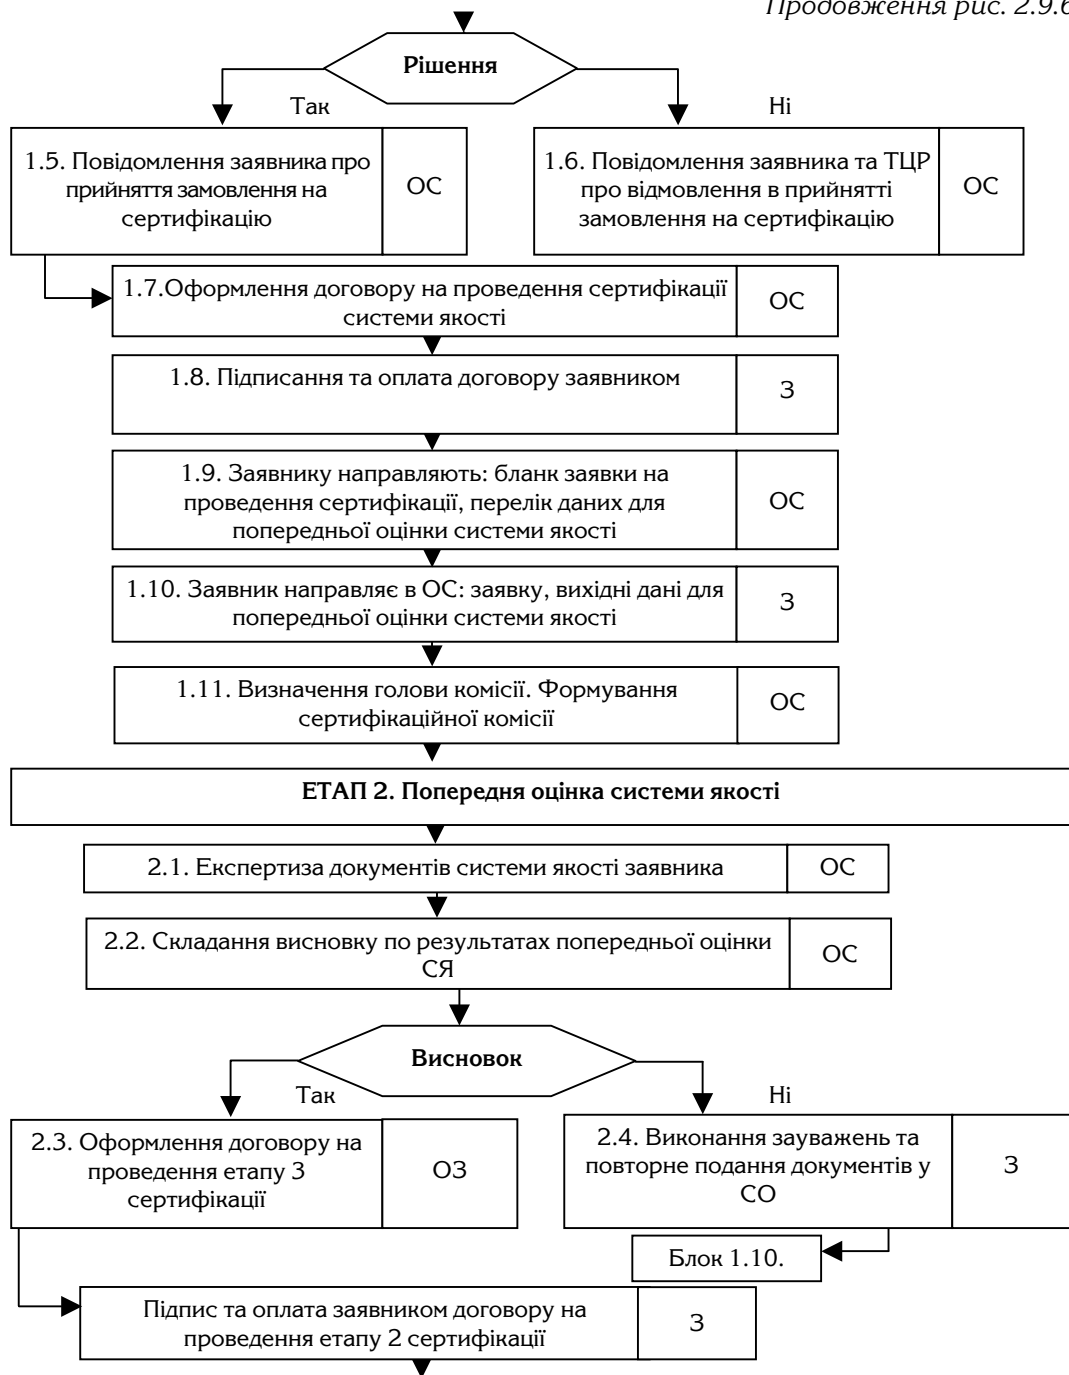 Продовження рис. 2.9.6
Рішення
Так
Ні
1.5. Повідомлення заявника про
прийняття замовлення на
сертифікацію
ОС
1.6. Повідомлення заявника та ТЦР
про відмовлення в прийнятті
замовлення на сертифікацію
ОС
1.7.Оформлення договору на проведення сертифікації
системи якості
ОС
1.8. Підписання та оплата договору заявником
З
1.9. Заявнику направляють: бланк заявки на
проведення сертифікації, перелік даних для
попередньої оцінки системи якості
ОС
1.10. Заявник направляє в ОС: заявку, вихідні дані для
попередньої оцінки системи якості
З
1.11. Визначення голови комісії. Формування
сертифікаційної комісії
ОС
ЕТАП 2. Попередня оцінка системи якості
2.1. Експертиза документів системи якості заявника
ОС
2.2. Складання висновку по результатах попередньої оцінки
СЯ
ОС
Висновок
Так
Ні
2.3. Оформлення договору на
проведення етапу 3
сертифікації
ОЗ
2.4. Виконання зауважень та
повторне подання документів у
СО
З
Блок 1.10.
Підпис та оплата заявником договору на
проведення етапу 2 сертифікації
З